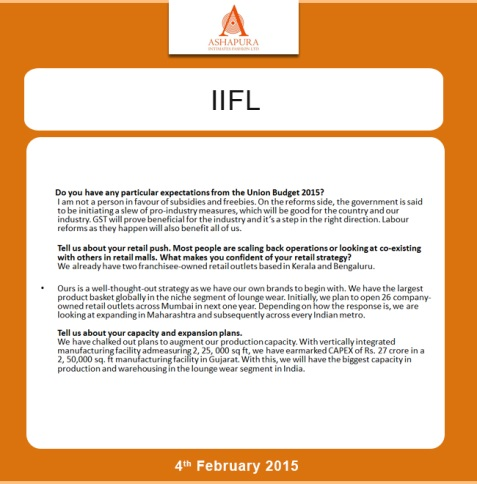 ASHAPURA
INTIMATES FASHION LTD
IIFL
Do you have any particular expectations from the Union Budget 2015?
I am not a person in favour of subsidies and freebies. On the reforms side, the government is said
to be initiating a slew of pro-industry measures, which will be good for the country and our
industry. GST will prove beneficial for the industry and it's a step in the right direction. Labour
reforms as they happen will also benefit all of us.
Tell us about your retail push. Most people are scaling back operations or looking at co-existing
with others in retail malls. What makes you confident of your retail strategy?
We already have two franchisee-owned retail outlets based in Kerala and Bengaluru.
• Ours is a well-thought-out strategy as we have our own brands to begin with. We have the largest
product basket globally in the niche segment of lounge wear. Initially, we plan to open 26 company-
owned retail outlets across Mumbai in next one year. Depending on how the response is, we are
looking at expanding in Maharashtra and subsequently across every Indian metro.
Tell us about your capacity and expansion plans.
We have chalked out plans to augment our production capacity. With vertically integrated
manufacturing facility admeasuring 2, 25, 000 sq ft, we have earmarked CAPEX of Rs. 27 crore in a
2, 50,000 sq. ft manufacturing facility in Gujarat. With this, we will have the biggest capacity in
production and warehousing in the lounge wear segment in India.
4th February 2015